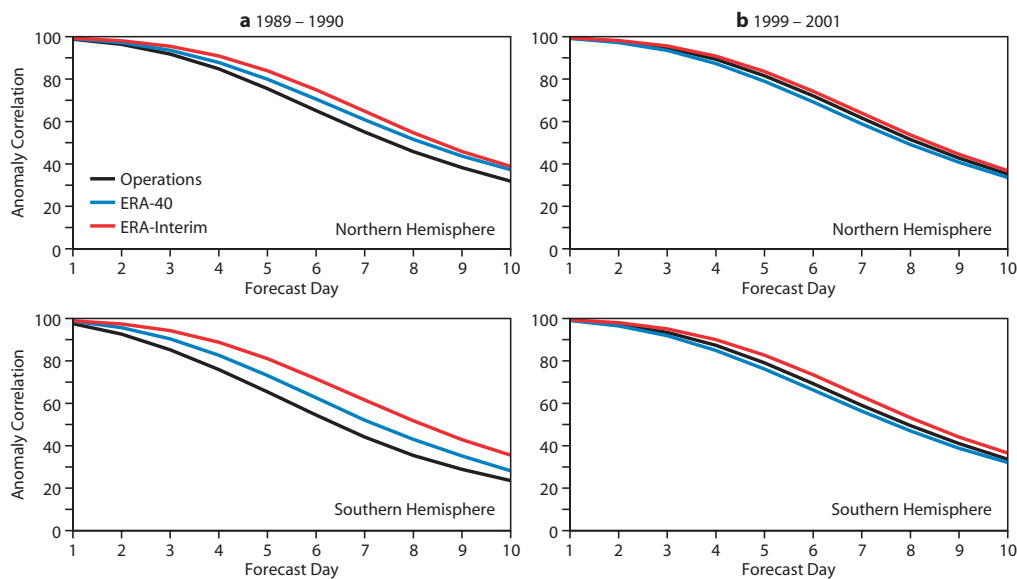 a 1989 – 1990
100
80
60
40
20
0
Anomaly Correlation
Operations
ERA-40
ERA-Interim
Northern Hemisphere
1 2 3 4 5 6 7 8 9 10
Forecast Day
b 1999 – 2001
100
80
60
40
20
0
Northern Hemisphere
1 2 3 4 5 6 7 8 9 10
Forecast Day
100
80
60
40
20
0
Anomaly Correlation
Southern Hemisphere
1 2 3 4 5 6 7 8 9 10
Forecast Day
100
80
60
40
20
0
Southern Hemisphere
1 2 3 4 5 6 7 8 9 10
Forecast Day